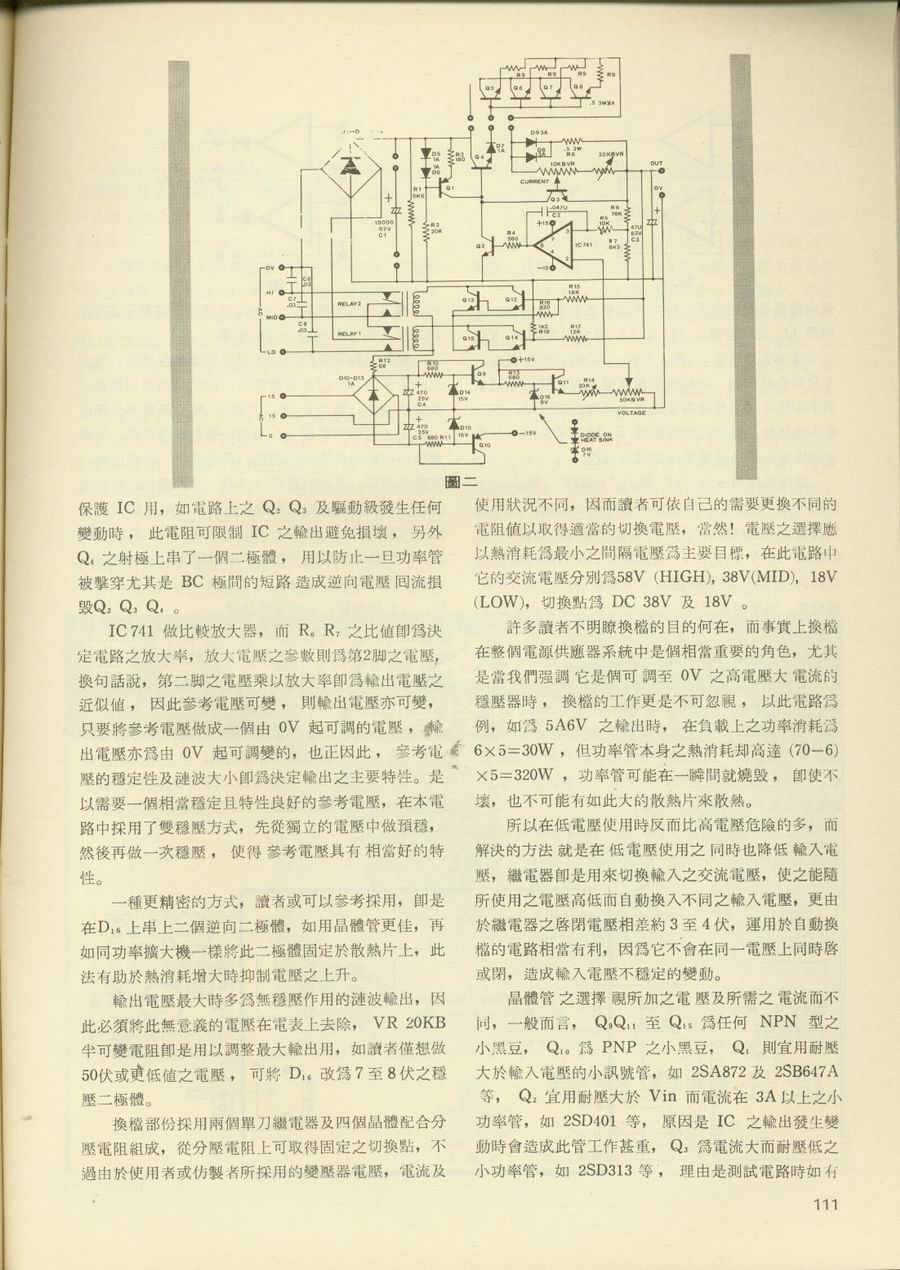 R9
R9
R9
R9
Q5
Q6
Q7
Q8
.5 3WX4
D7
1A
D93A
D8
3A
.5 3W
R8
20KBVR
OUT
10KBVR
0V
CURRENT
Q3
D5
1A
1A
D6
R3
180
Q4
Q1
R1
5K6
R2
20K
10000
C1
.047U
C2
+15
R5
10K
R6
16K
47U
63V
C3
8K2
R4
560
Q2
IC741
3
7
6
4
2
-15
0V
C6
.03
HI
C7
.03
MID
C8
.03
LO
AC
RELAY2
RELAY1
Q13
Q12
R15
18K
R16
820
1K2
R18
Q15
Q14
R17
12K
R12
68
D10-D13
1A
R10
680
Q9
+15V
R13
680
Q11
R14
20K
50KBVR
VOLTAGE
470
25V
C4
D14
15V
D16
9V
15
15
0
AC
470
25V
C5
680 R11
D15
15V
Q10
-15V
DIODE ON
HEAT SINK
D16
7V
圖二
保護 IC 用，如電路上之 Q₂ Q₃ 及驅動級發生任何
變動時，此電阻可限制 IC 之輸出避免損壞，另外
Q₄ 之射極上串了一個二極體，用以防止一旦功率管
被擊穿尤其是 BC 極間的短路 造成逆向電壓 回流損
毀Q₂ Q₃ Q₄ 。
IC 741 做比較放大器，而 R₆ R₇ 之比值即爲決
定電路之放大率，放大電壓之參數則爲第2脚之電壓，
換句話說，第二脚之電壓乘以放大率即爲輸出電壓之
近似值，因此參考電壓可變，則輸出電壓亦可變，
只要將參考電壓做成一個由 0V 起可調的電壓，輸
出電壓亦爲由 0V 起可調變的，也正因此，參考電
壓的穩定性及漣波大小即爲決定輸出之主要特性。是
以需要一個相當穩定且特性良好的參考電壓，在本電
路中採用了雙穩壓方式，先從獨立的電壓中做預穩，
然後再做一次穩壓，使得 參考電壓具有 相當好的特
性。
一種更精密的方式，讀者或可以參考採用，卽是
在D₁₆ 上串上二個逆向二極體，如用晶體管更佳，再
如同功率擴大機一樣將此二極體固定於散熱片上，此
法有助於熱消耗增大時抑制電壓之上升。
輸出電壓最大時多爲無穩壓作用的漣波輸出，因
此必須將此無意義的電壓在電表上去除， VR 20KB
半可變電阻卽是用以調整最大輸出用，如讀者僅想做
50伏或更低值之電壓，可將 D₁₆ 改爲 7 至 8 伏之穩
壓二極體。
換檔部份採用兩個單刀繼電器及四個晶體配合分
壓電阻組成，從分壓電阻上可取得固定之切換點，不
過由於使用者或仿製者所採用的變壓器電壓，電流及
使用狀況不同，因而讀者可依自己的需要更換不同的
電阻値以取得適當的切換電壓，當然！電壓之選擇應
以熱消耗爲最小之間隔電壓爲主要目標，在此電路中
它的交流電壓分別爲58V (HIGH), 38V(MID), 18V
(LOW)，切換點爲 DC 38V 及 18V 。
許多讀者不明瞭換檔的目的何在，而事實上換檔
在整個電源供應器系統中是個相當重要的角色，尤其
是當我們强調 它是個可 調至 0V 之高電壓大 電流的
穩壓器時，換檔的工作更是不可忽視，以此電路爲
例，如爲 5A6V 之輸出時，在負載上之功率消耗爲
6×5=30W ，但功率管本身之熱消耗却高達 (70−6)
×5=320W ，功率管可能在一瞬間就燒毀，卽使不
壞，也不可能有如此大的散熱片來散熱。
所以在低電壓使用時反而比高電壓危險的多，而
解決的方法 就是在 低電壓使用之 同時也降低 輸入電
壓，繼電器卽是用來切換輸入之交流電壓，使之能隨
所使用之電壓高低而自動換入不同之輸入電壓，更由
於繼電器之啓閉電壓相差約 3 至 4 伏，運用於自動換
檔的電路相當有利，因爲它不會在同一電壓上同時啓
或閉，造成輸入電壓不穩定的變動。
晶體管 之選擇 視所加之電 壓及所需之 電流而不
同，一般而言， Q₉Q₁₁ 至 Q₁₅ 爲任何 NPN 型之
小黑豆， Q₁₀ 爲 PNP 之小黑豆， Q₁ 則宜用耐壓
大於輸入電壓的小訊號管，如 2SA872 及 2SB647A
等， Q₂ 宜用耐壓大於 Vin 而電流在 3A 以上之小
功率管，如 2SD401 等，原因是 IC 之輸出發生變
動時會造成此管工作甚重， Q₃ 爲電流大而耐壓低之
小功率管，如 2SD313 等，理由是測試電路時如有
111